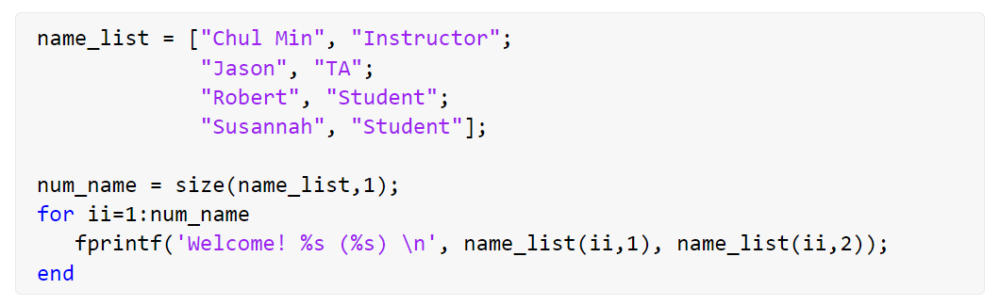 name_list = ["Chul Min", "Instructor";
"Jason", "TA";
"Robert", "Student";
"Susannah", "Student"];
num_name = size(name_list,1);
for ii=1:num_name
fprintf('Welcome! %s (%s) \n', name_list(ii,1), name_list(ii,2));
end